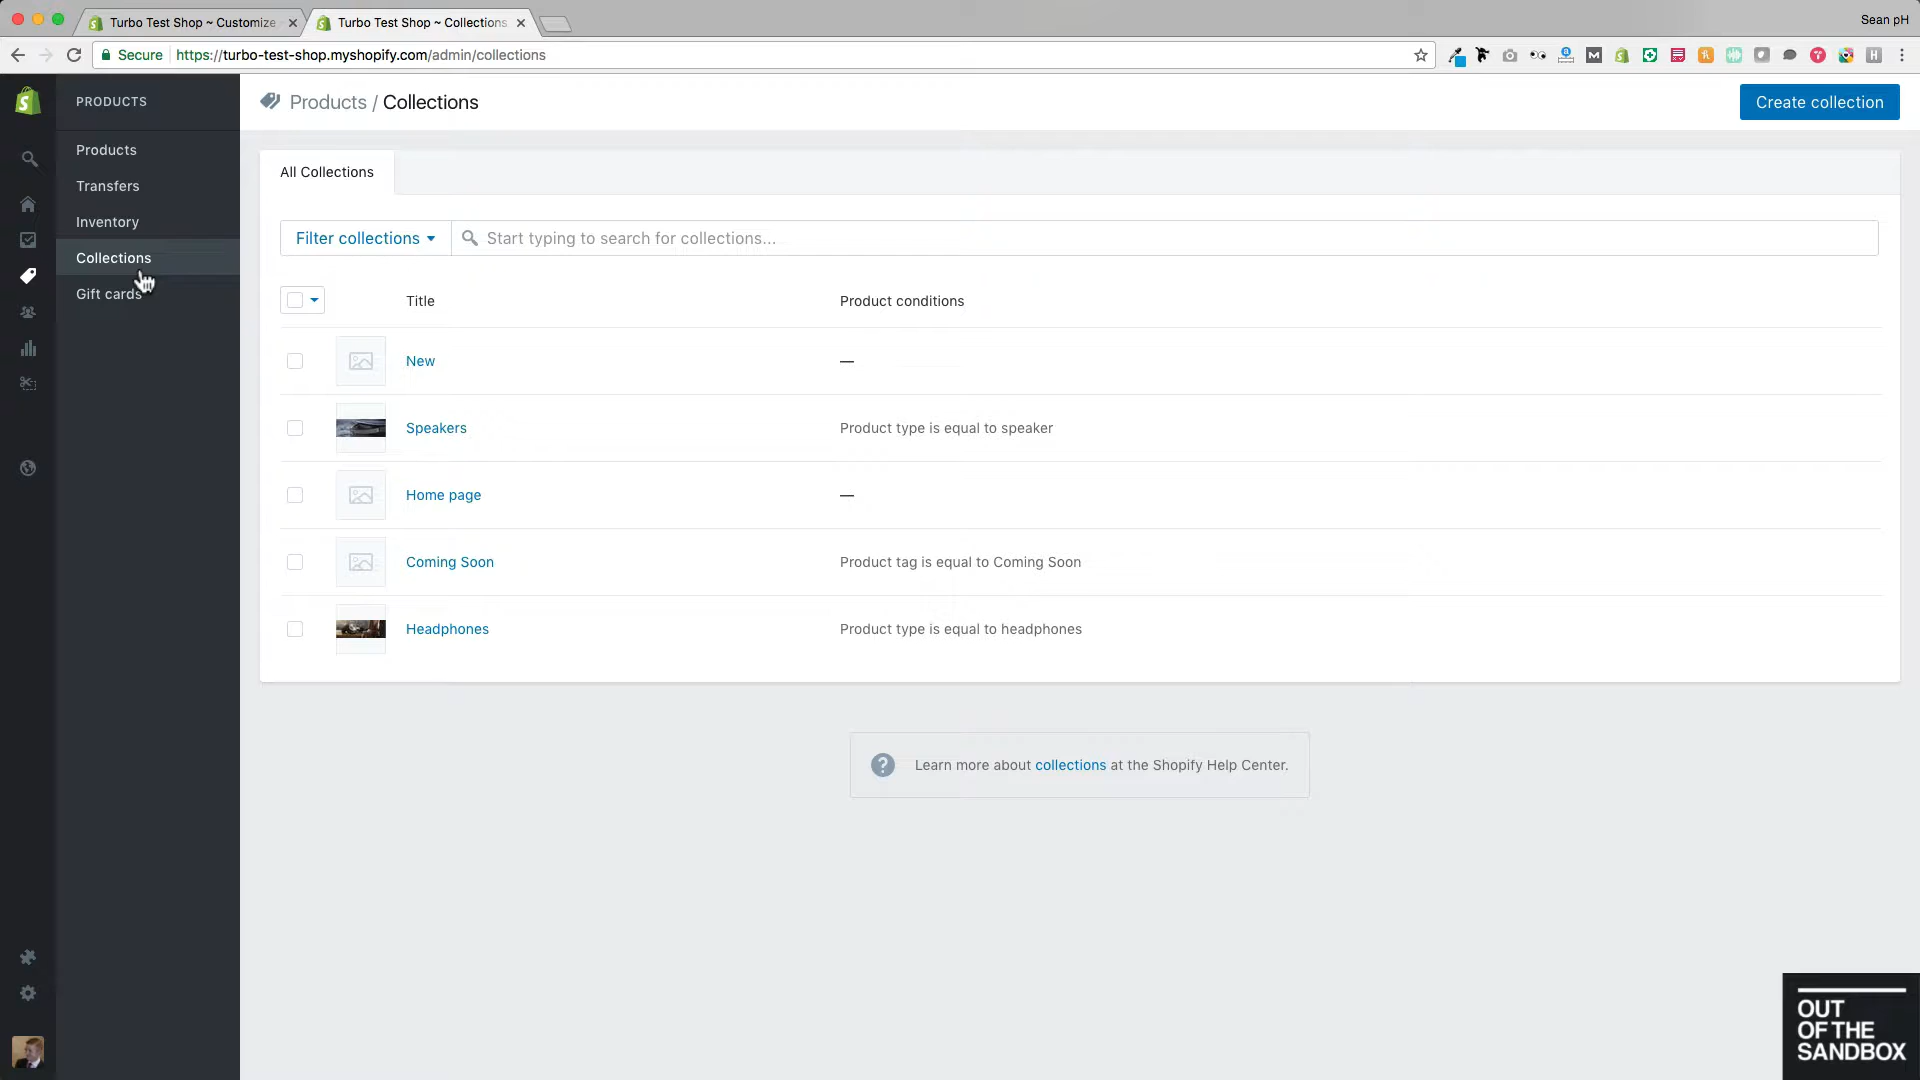 Turbo Test Shop ~ Customize
Turbo Test Shop ~ Collections
Sean pH
Secure https://turbo-test-shop.myshopify.com/admin/collections
PRODUCTS
Products / Collections
Create collection
Products
Transfers
Inventory
Collections
Gift cards
All Collections
Filter collections
Start typing to search for collections...
Title Product conditions
New —
Speakers Product type is equal to speaker
Home page —
Coming Soon Product tag is equal to Coming Soon
Headphones Product type is equal to headphones
? Learn more about collections at the Shopify Help Center.
OUT
OF THE
SANDBOX